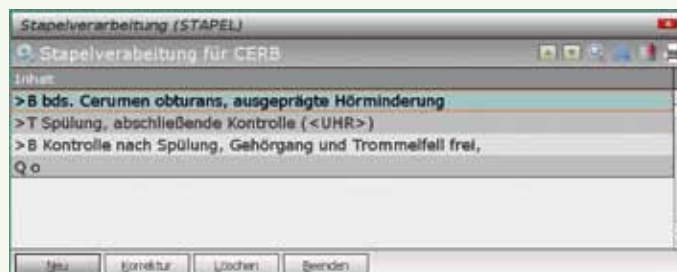 Stapelverarbeitung (STAPEL)
Stapelverabeitung für CERB
Inhalt
>B bds. Cerumen obturans, ausgeprägte Hörminderung
>T Spülung, abschließende Kontrolle (<UHR>)
>B Kontrolle nach Spülung, Gehörgang und Trommelfell frei,
Q o
Neu Korrektur Löschen Beenden